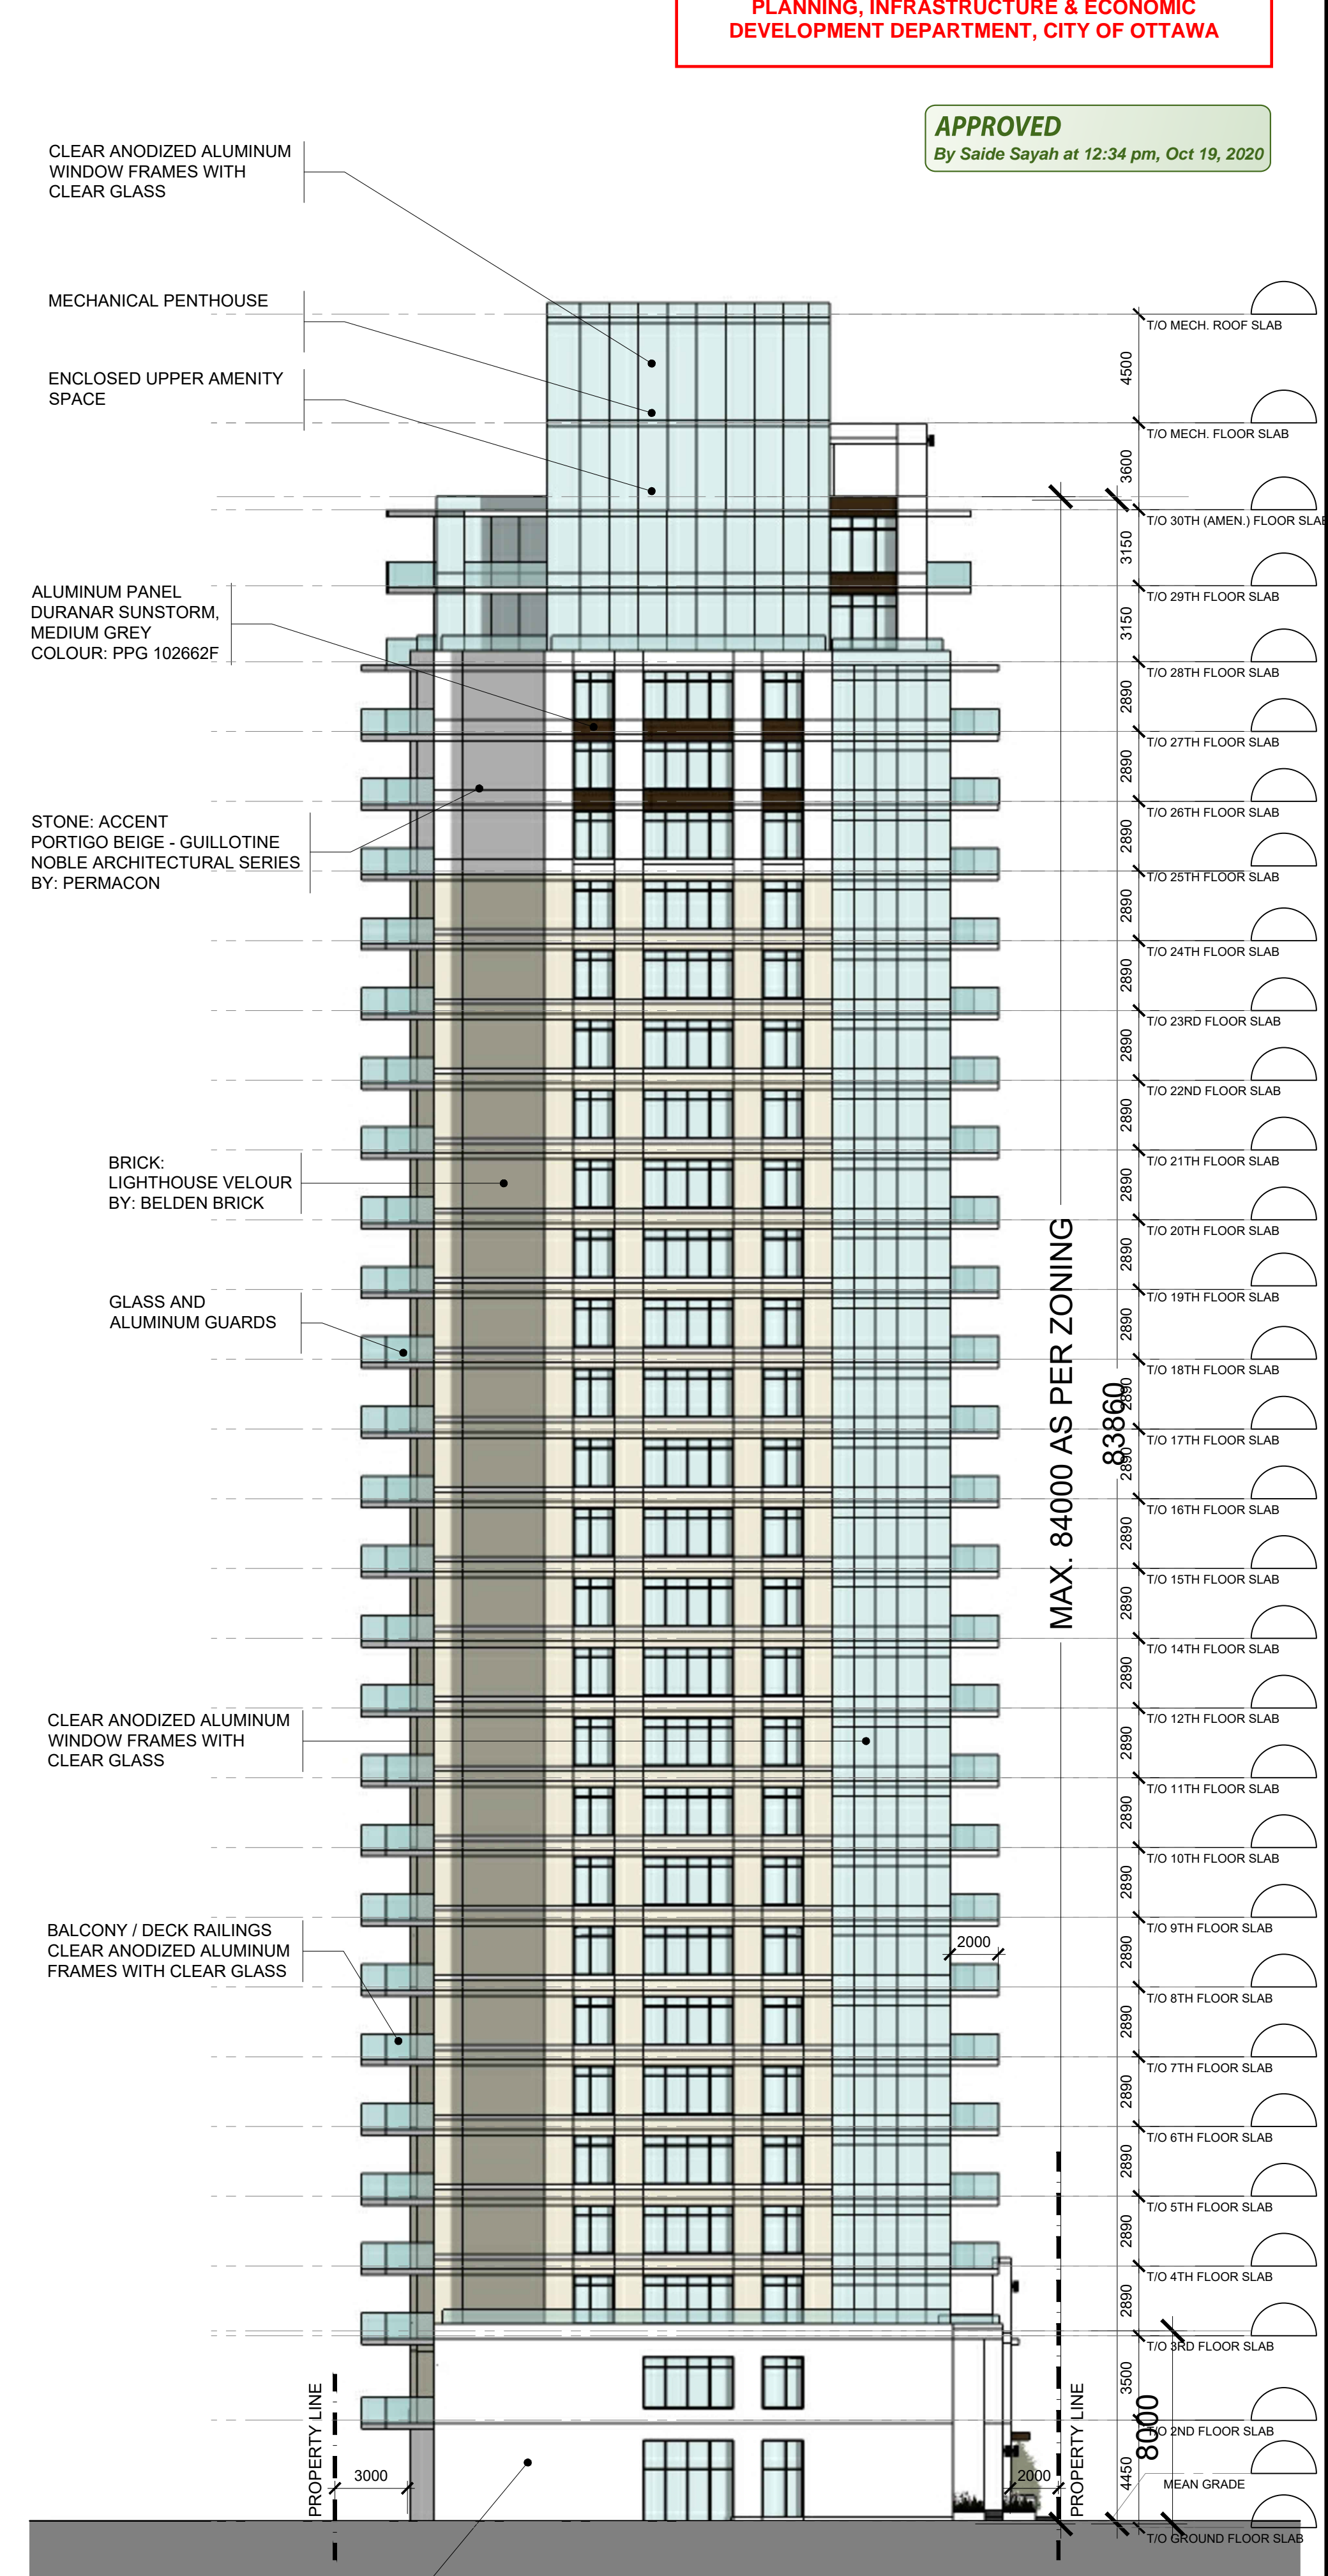 PLANNING, INFRASTRUCTURE & ECONOMIC
DEVELOPMENT DEPARTMENT, CITY OF OTTAWA
APPROVED
By Saide Sayah at 12:34 pm, Oct 19, 2020
CLEAR ANODIZED ALUMINUM
WINDOW FRAMES WITH
CLEAR GLASS
MECHANICAL PENTHOUSE
ENCLOSED UPPER AMENITY
SPACE
ALUMINUM PANEL
DURANAR SUNSTORM,
MEDIUM GREY
COLOUR: PPG 102662F
STONE: ACCENT
PORTIGO BEIGE - GUILLOTINE
NOBLE ARCHITECTURAL SERIES
BY: PERMACON
BRICK:
LIGHTHOUSE VELOUR
BY: BELDEN BRICK
GLASS AND
ALUMINUM GUARDS
CLEAR ANODIZED ALUMINUM
WINDOW FRAMES WITH
CLEAR GLASS
BALCONY / DECK RAILINGS
CLEAR ANODIZED ALUMINUM
FRAMES WITH CLEAR GLASS
PROPERTY LINE
3000
2000
2000
PROPERTY LINE
MAX. 84000 AS PER ZONING
83860
8000
T/O MECH. ROOF SLAB
4500
T/O MECH. FLOOR SLAB
3600
T/O 30TH (AMEN.) FLOOR SLAB
3150
T/O 29TH FLOOR SLAB
3150
T/O 28TH FLOOR SLAB
2890
T/O 27TH FLOOR SLAB
2890
T/O 26TH FLOOR SLAB
2890
T/O 25TH FLOOR SLAB
2890
T/O 24TH FLOOR SLAB
2890
T/O 23RD FLOOR SLAB
2890
T/O 22ND FLOOR SLAB
2890
T/O 21TH FLOOR SLAB
2890
T/O 20TH FLOOR SLAB
2890
T/O 19TH FLOOR SLAB
2890
T/O 18TH FLOOR SLAB
2890
T/O 17TH FLOOR SLAB
2890
T/O 16TH FLOOR SLAB
2890
T/O 15TH FLOOR SLAB
2890
T/O 14TH FLOOR SLAB
2890
T/O 12TH FLOOR SLAB
2890
T/O 11TH FLOOR SLAB
2890
T/O 10TH FLOOR SLAB
2890
T/O 9TH FLOOR SLAB
2890
T/O 8TH FLOOR SLAB
2890
T/O 7TH FLOOR SLAB
2890
T/O 6TH FLOOR SLAB
2890
T/O 5TH FLOOR SLAB
2890
T/O 4TH FLOOR SLAB
2890
T/O 3RD FLOOR SLAB
3500
T/O 2ND FLOOR SLAB
4450
MEAN GRADE
T/O GROUND FLOOR SLAB